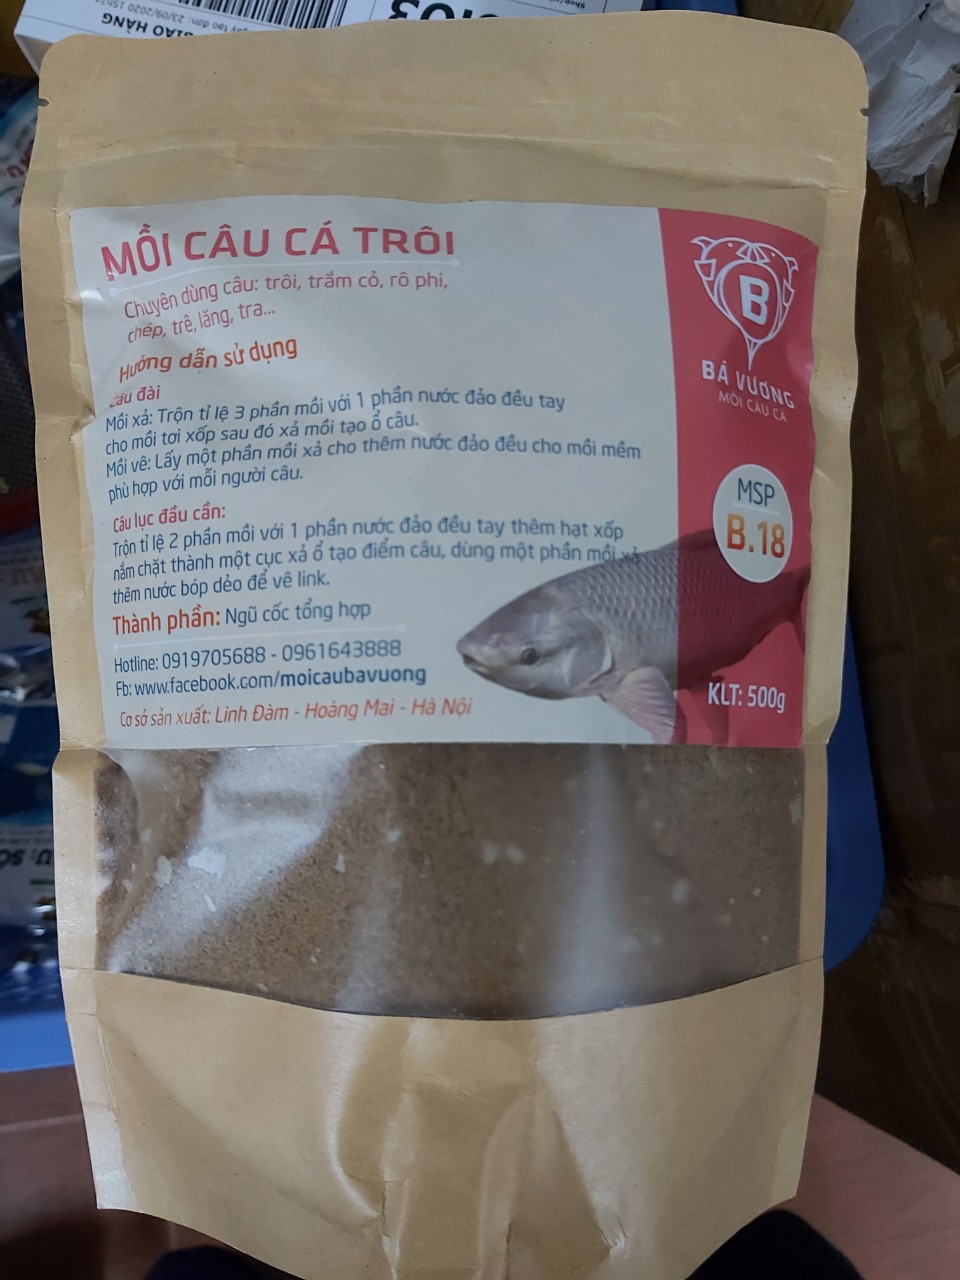 GIAO HÀNG
MỒI CÂU CÁ TRÔI
Chuyên dùng câu: trôi, trắm cỏ, rô phi,
chép, trê, lăng, tra...
Hướng dẫn sử dụng
Câu đài
Mồi xả: Trộn tỉ lệ 3 phần mồi với 1 phần nước đảo đều tay
cho mồi tơi xốp sau đó xả mồi tạo ổ câu.
Mồi vê: Lấy một phần mồi xả cho thêm nước đảo đều cho mồi mềm
phù hợp với mỗi người câu.
Câu lục đầu cần:
Trộn tỉ lệ 2 phần mồi với 1 phần nước đảo đều tay thêm hạt xốp
nắm chặt thành một cục xả ổ tạo điểm câu, dùng một phần mồi xả
thêm nước bóp dẻo để vê link.
Thành phần: Ngũ cốc tổng hợp
Hotline: 0919705688 - 0961643888
Fb: www.facebook.com/moicaubavuong
Cơ sở sản xuất: Linh Đàm - Hoàng Mai - Hà Nội
B
BÁ VƯƠNG
MỒI CÂU CÁ
MSP
B.18
KLT: 500g